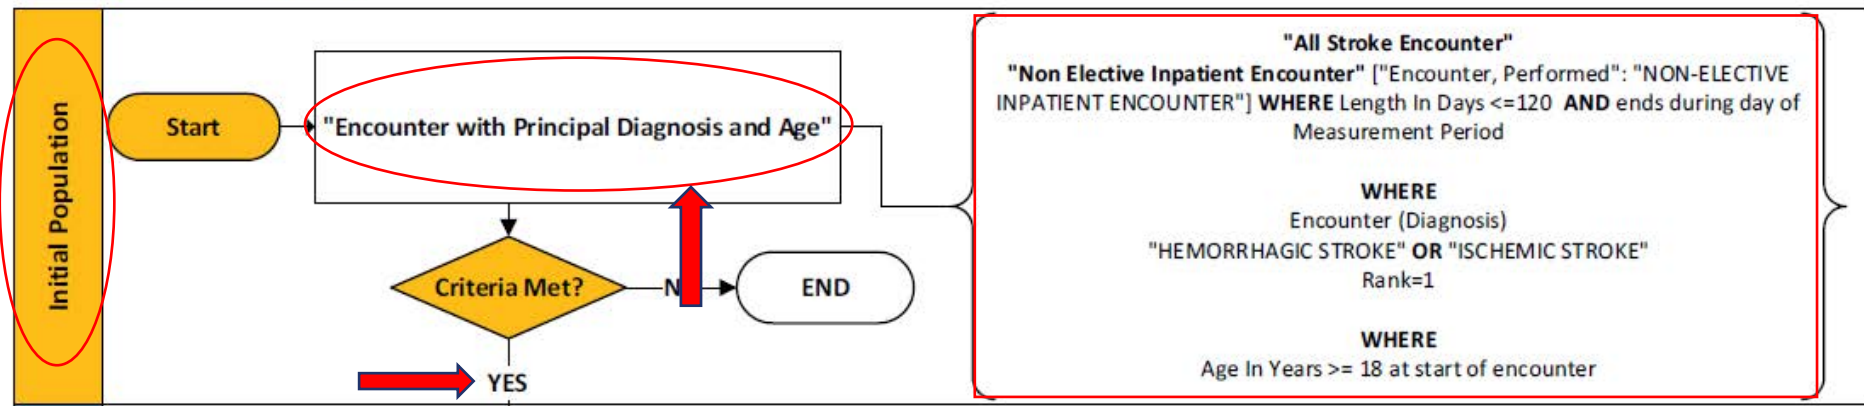 Initial Population
Start
"Encounter with Principal Diagnosis and Age"
Criteria Met?
END
YES
"All Stroke Encounter"
"Non Elective Inpatient Encounter" ["Encounter, Performed": "NON-ELECTIVE
INPATIENT ENCOUNTER"] WHERE Length In Days <=120 AND ends during day of
Measurement Period
WHERE
Encounter (Diagnosis)
"HEMORRHAGIC STROKE" OR "ISCHEMIC STROKE"
Rank=1
WHERE
Age In Years >= 18 at start of encounter